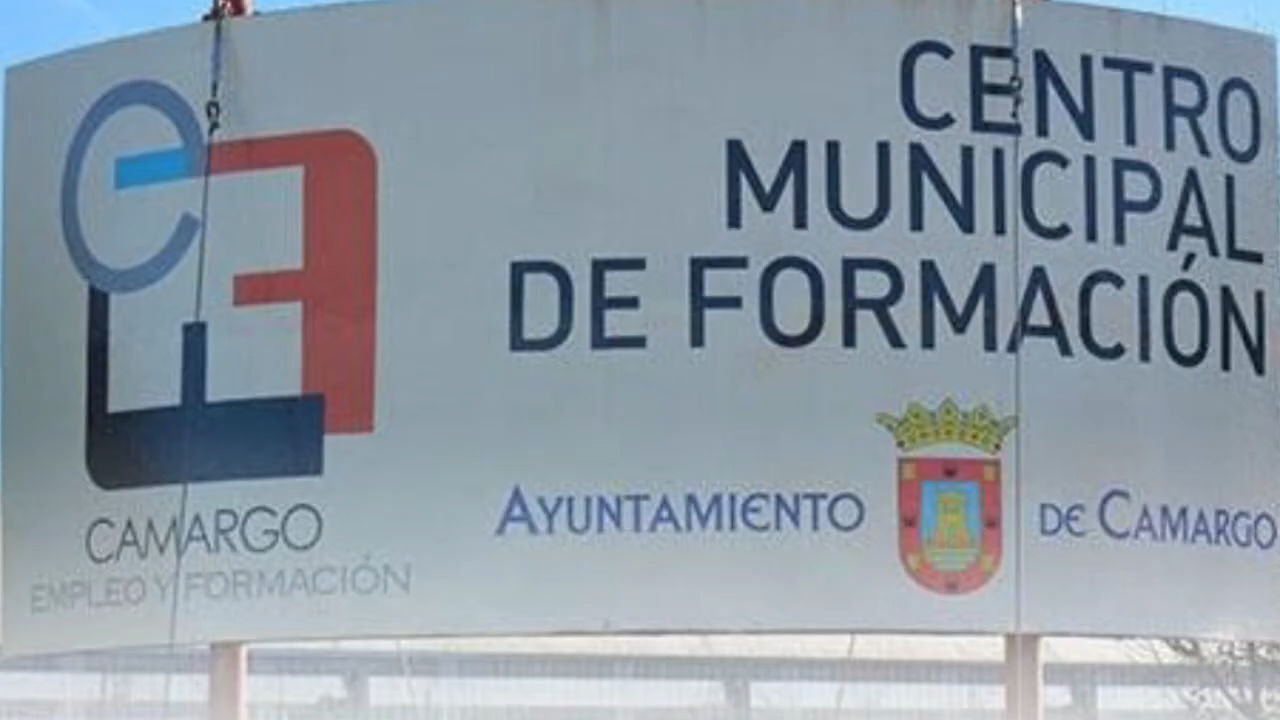 CENTRO
MUNICIPAL
DE FORMACIÓN
AYUNTAMIENTO DE CAMARGO
CAMARGO
EMPLEO Y FORMACIÓN